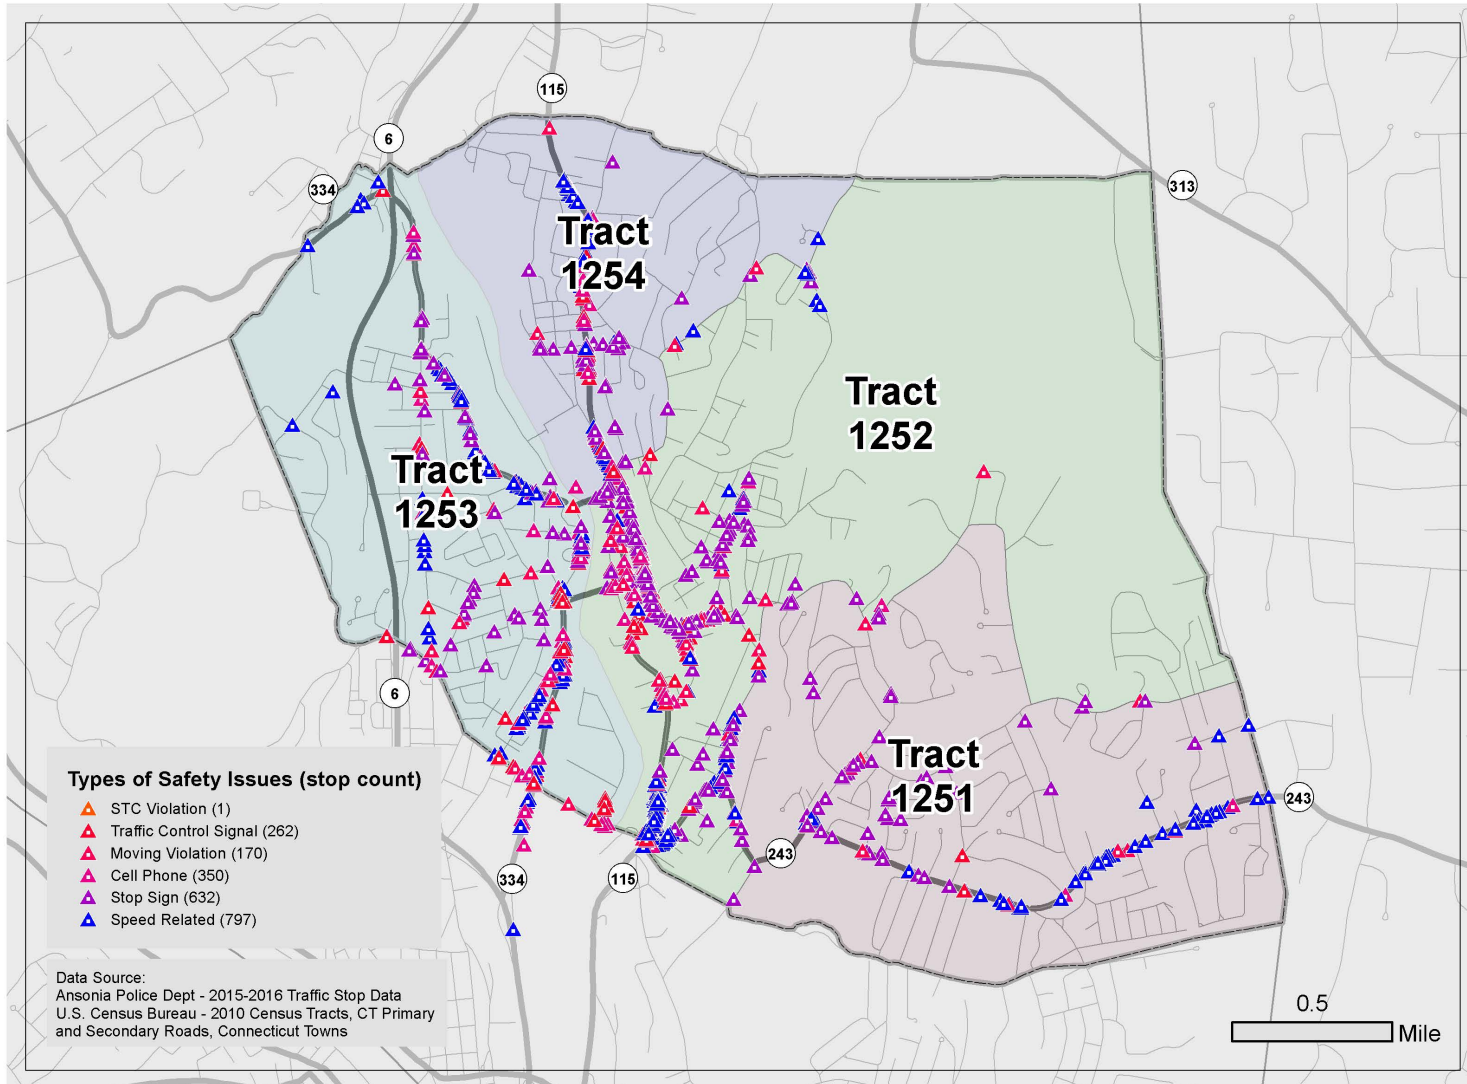 115
6
334
313
Tract
1254
Tract
1252
Tract
1253
6
Tract
1251
243
243
334
115
Types of Safety Issues (stop count)
STC Violation (1)
Traffic Control Signal (262)
Moving Violation (170)
Cell Phone (350)
Stop Sign (632)
Speed Related (797)
Data Source:
Ansonia Police Dept - 2015-2016 Traffic Stop Data
U.S. Census Bureau - 2010 Census Tracts, CT Primary
and Secondary Roads, Connecticut Towns
0.5
Mile